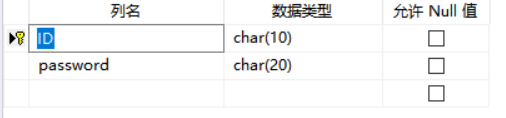 列名 数据类型 允许 Null 值
ID char(10)
password char(20)